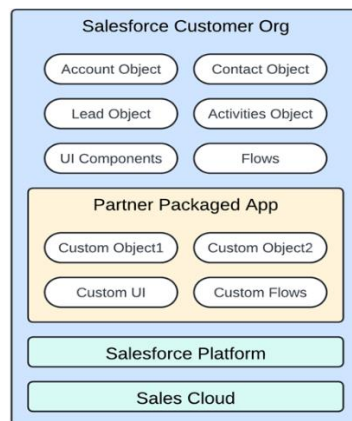 Salesforce Customer Org
Account Object Contact Object
Lead Object Activities Object
UI Components Flows
Partner Packaged App
Custom Object1 Custom Object2
Custom UI Custom Flows
Salesforce Platform
Sales Cloud